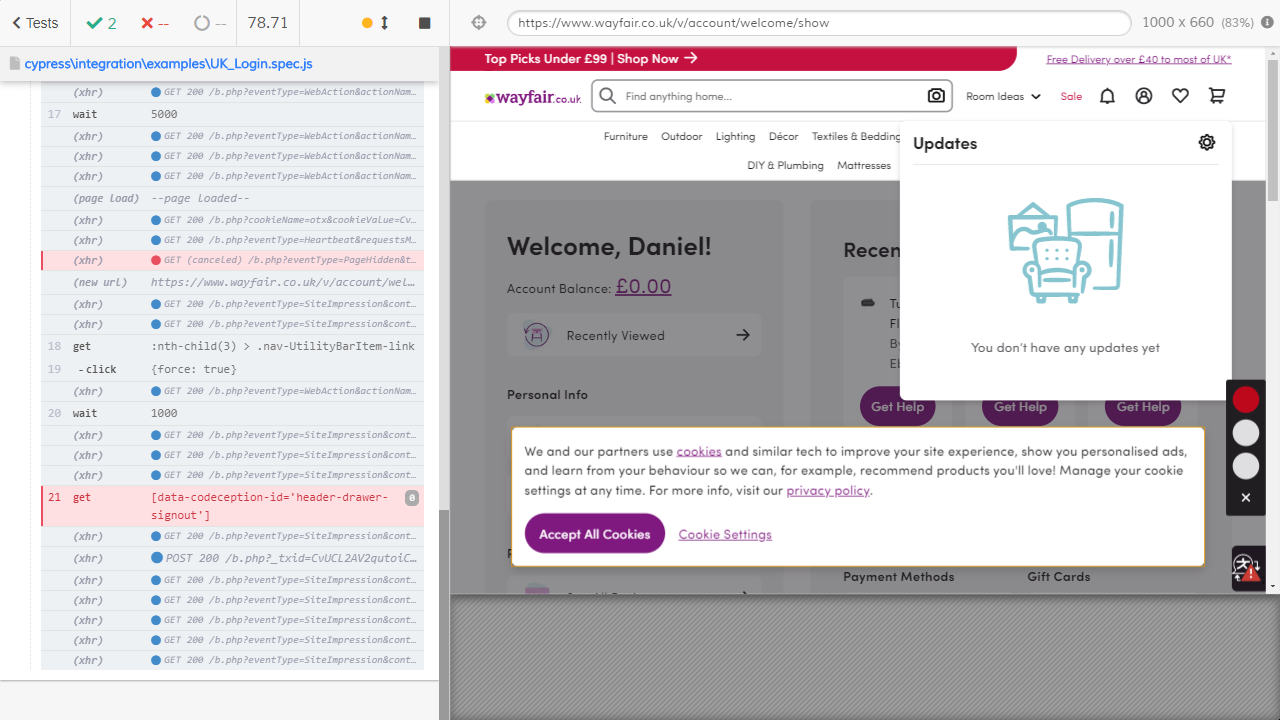 Tests
2
--
--
78.71
https://www.wayfair.co.uk/v/account/welcome/show
1000 x 660 (83%)
cypress\integration\examples\UK_Login.spec.js
(xhr) GET 200 /b.php?eventType=WebAction&actionNam…
17 wait 5000
(xhr) GET 200 /b.php?eventType=WebAction&actionNam…
(xhr) GET 200 /b.php?eventType=WebAction&actionNam…
(xhr) GET 200 /b.php?eventType=WebAction&actionNam…
(page load) --page loaded--
(xhr) GET 200 /b.php?cookieName=otx&cookieValue=Cv…
(xhr) GET 200 /b.php?eventType=Heartbeat&requestsM…
(xhr) GET (canceled) /b.php?eventType=PageHidden&t…
(new url) https://www.wayfair.co.uk/v/account/wel…
(xhr) GET 200 /b.php?eventType=SiteImpression&cont…
(xhr) GET 200 /b.php?eventType=SiteImpression&cont…
18 get :nth-child(3) > .nav-UtilityBarItem-link
19 -click {force: true}
(xhr) GET 200 /b.php?eventType=WebAction&actionNam…
20 wait 1000
(xhr) GET 200 /b.php?eventType=SiteImpression&cont…
(xhr) GET 200 /b.php?eventType=SiteImpression&cont…
(xhr) GET 200 /b.php?eventType=SiteImpression&cont…
21 get [data-codeception-id='header-drawer- 0
signout']
(xhr) GET 200 /b.php?eventType=SiteImpression&cont…
(xhr) POST 200 /b.php?_txid=CvUCL2AV2qutoiC…
(xhr) GET 200 /b.php?eventType=SiteImpression&cont…
(xhr) GET 200 /b.php?eventType=SiteImpression&cont…
(xhr) GET 200 /b.php?eventType=SiteImpression&cont…
(xhr) GET 200 /b.php?eventType=SiteImpression&cont…
(xhr) GET 200 /b.php?eventType=SiteImpression&cont…
Top Picks Under £99 | Shop Now
Free Delivery over £40 to most of UK*
wayfair.co.uk
Find anything home...
Room Ideas
Sale
Furniture Outdoor Lighting Décor Textiles & Bedding
DIY & Plumbing Mattresses
Updates
You don't have any updates yet
Welcome, Daniel!
Account Balance: £0.00
Recently Viewed
Personal Info
Recen
Tu
Fl
By
Eb
Get Help Get Help Get Help
We and our partners use cookies and similar tech to improve your site experience, show you personalised ads,
and learn from your behaviour so we can, for example, recommend products you'll love! Manage your cookie
settings at any time. For more info, visit our privacy policy.
Accept All Cookies Cookie Settings
Payment Methods Gift Cards